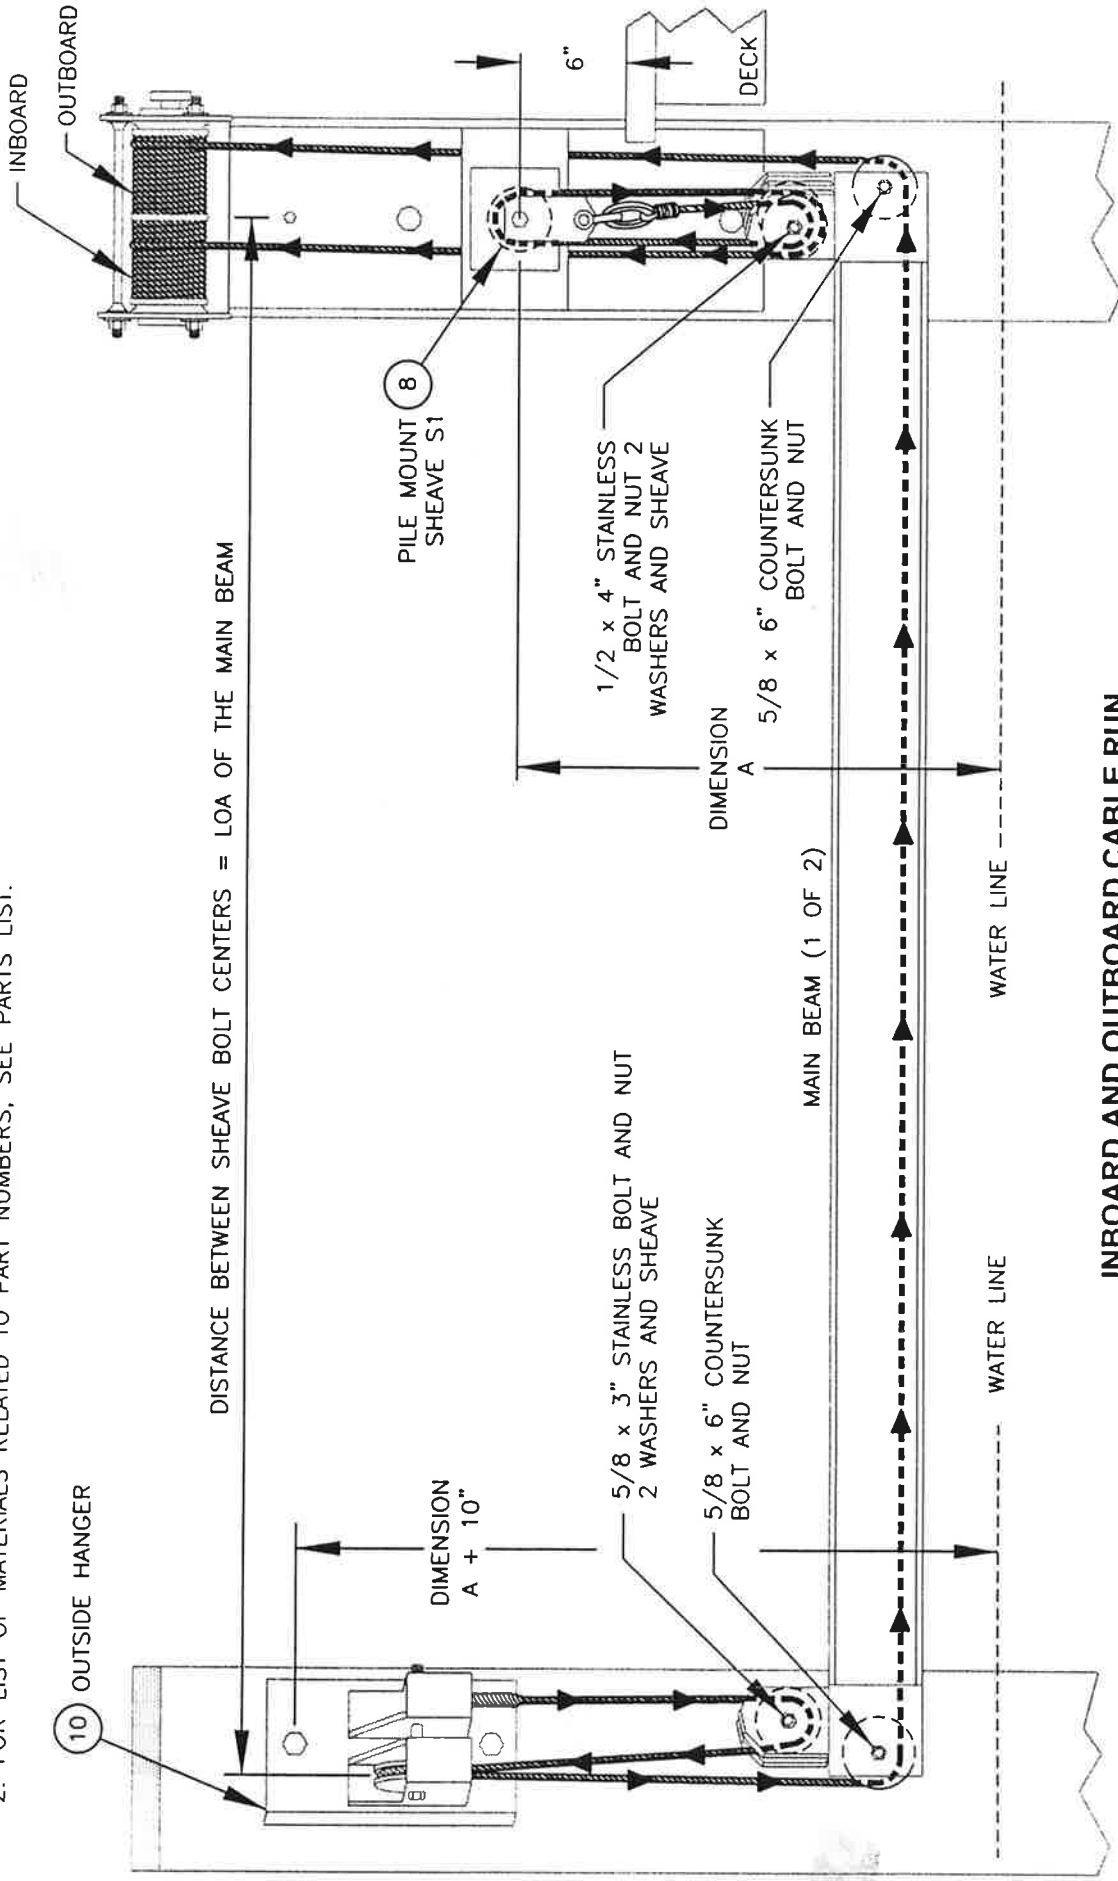 2. FOR LIST OF MATERIALS RELATED TO PART NUMBERS, SEE PARTS LIST.
10 OUTSIDE HANGER
INBOARD
OUTBOARD
DISTANCE BETWEEN SHEAVE BOLT CENTERS = LOA OF THE MAIN BEAM
6"
DECK
8
PILE MOUNT
SHEAVE S1
DIMENSION
A + 10"
1/2 x 4" STAINLESS
BOLT AND NUT 2
WASHERS AND SHEAVE
5/8 x 3" STAINLESS BOLT AND NUT
2 WASHERS AND SHEAVE
5/8 x 6" COUNTERSUNK
BOLT AND NUT
DIMENSION
A
5/8 x 6" COUNTERSUNK
BOLT AND NUT
MAIN BEAM (1 OF 2)
WATER LINE
WATER LINE
INBOARD AND OUTBOARD CABLE RUN